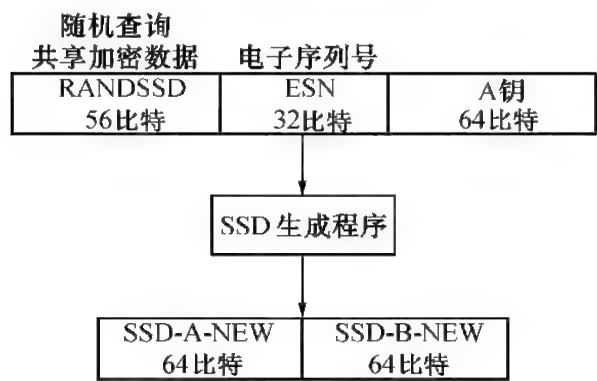 随机查询
共享加密数据 电子序列号
RANDSSD ESN A钥
56比特 32比特 64比特
SSD生成程序
SSD-A-NEW SSD-B-NEW
64比特 64比特